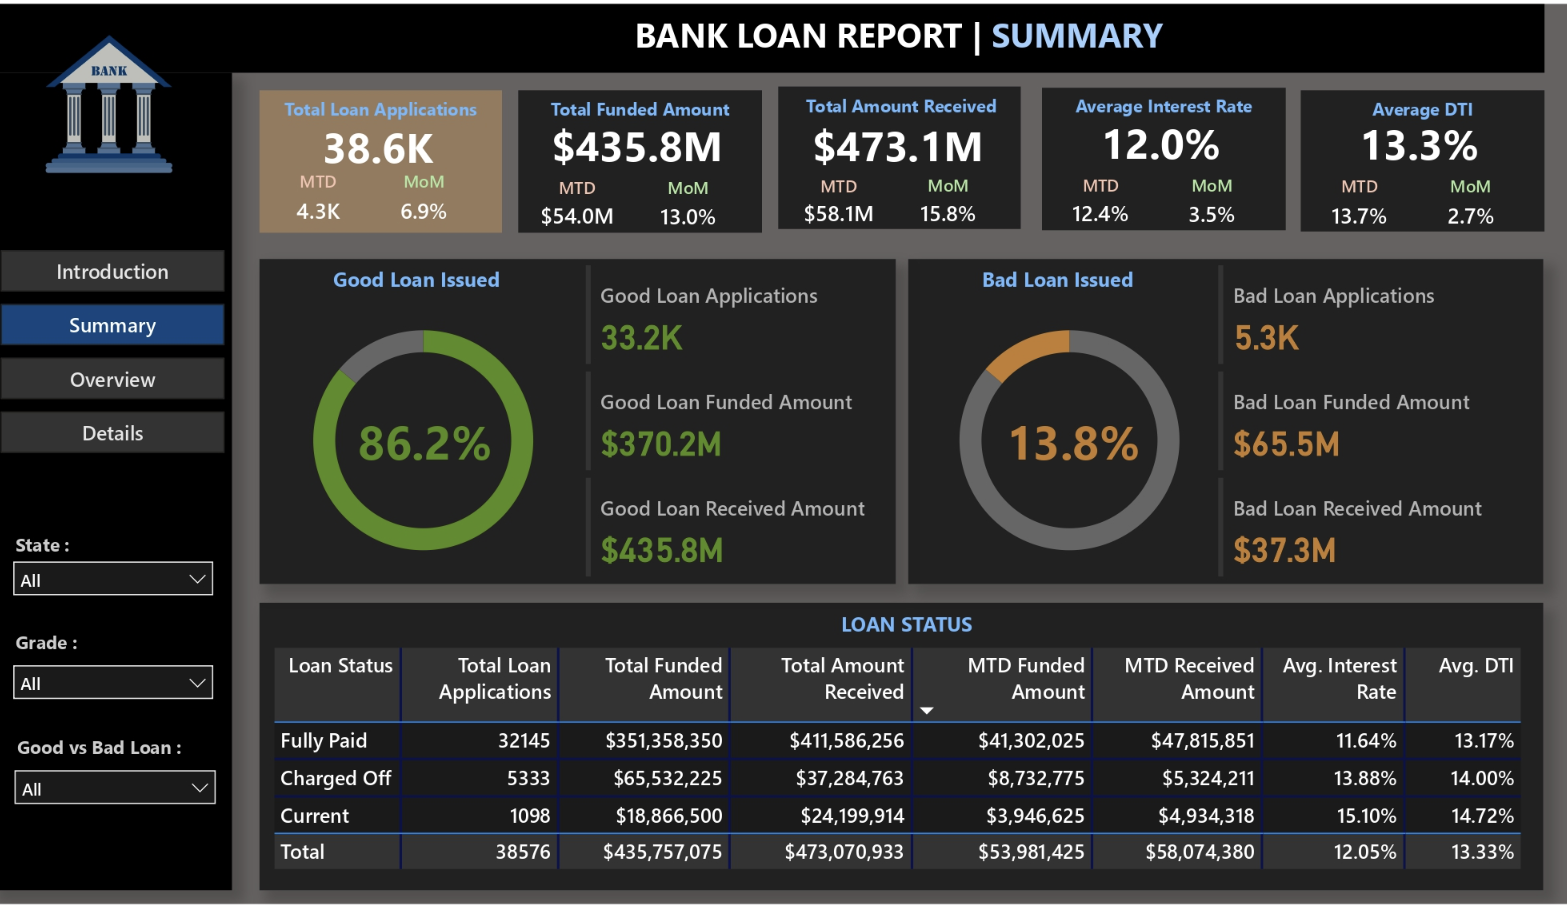 BANK LOAN REPORT | SUMMARY
BANK
Total Loan Applications
38.6K
MTD MoM
4.3K 6.9%
Total Funded Amount
$435.8M
MTD MoM
$54.0M 13.0%
Total Amount Received
$473.1M
MTD MoM
$58.1M 15.8%
Average Interest Rate
12.0%
MTD MoM
12.4% 3.5%
Average DTI
13.3%
MTD MoM
13.7% 2.7%
Introduction
Summary
Overview
Details
State :
All
Grade :
All
Good vs Bad Loan :
All
Good Loan Issued
86.2%
Good Loan Applications
33.2K
Good Loan Funded Amount
$370.2M
Good Loan Received Amount
$435.8M
Bad Loan Issued
13.8%
Bad Loan Applications
5.3K
Bad Loan Funded Amount
$65.5M
Bad Loan Received Amount
$37.3M
LOAN STATUS
Loan Status Total Loan Total Funded Total Amount MTD Funded MTD Received Avg. Interest Avg. DTI
Applications Amount Received Amount Amount Rate
Fully Paid 32145 $351,358,350 $411,586,256 $41,302,025 $47,815,851 11.64% 13.17%
Charged Off 5333 $65,532,225 $37,284,763 $8,732,775 $5,324,211 13.88% 14.00%
Current 1098 $18,866,500 $24,199,914 $3,946,625 $4,934,318 15.10% 14.72%
Total 38576 $435,757,075 $473,070,933 $53,981,425 $58,074,380 12.05% 13.33%